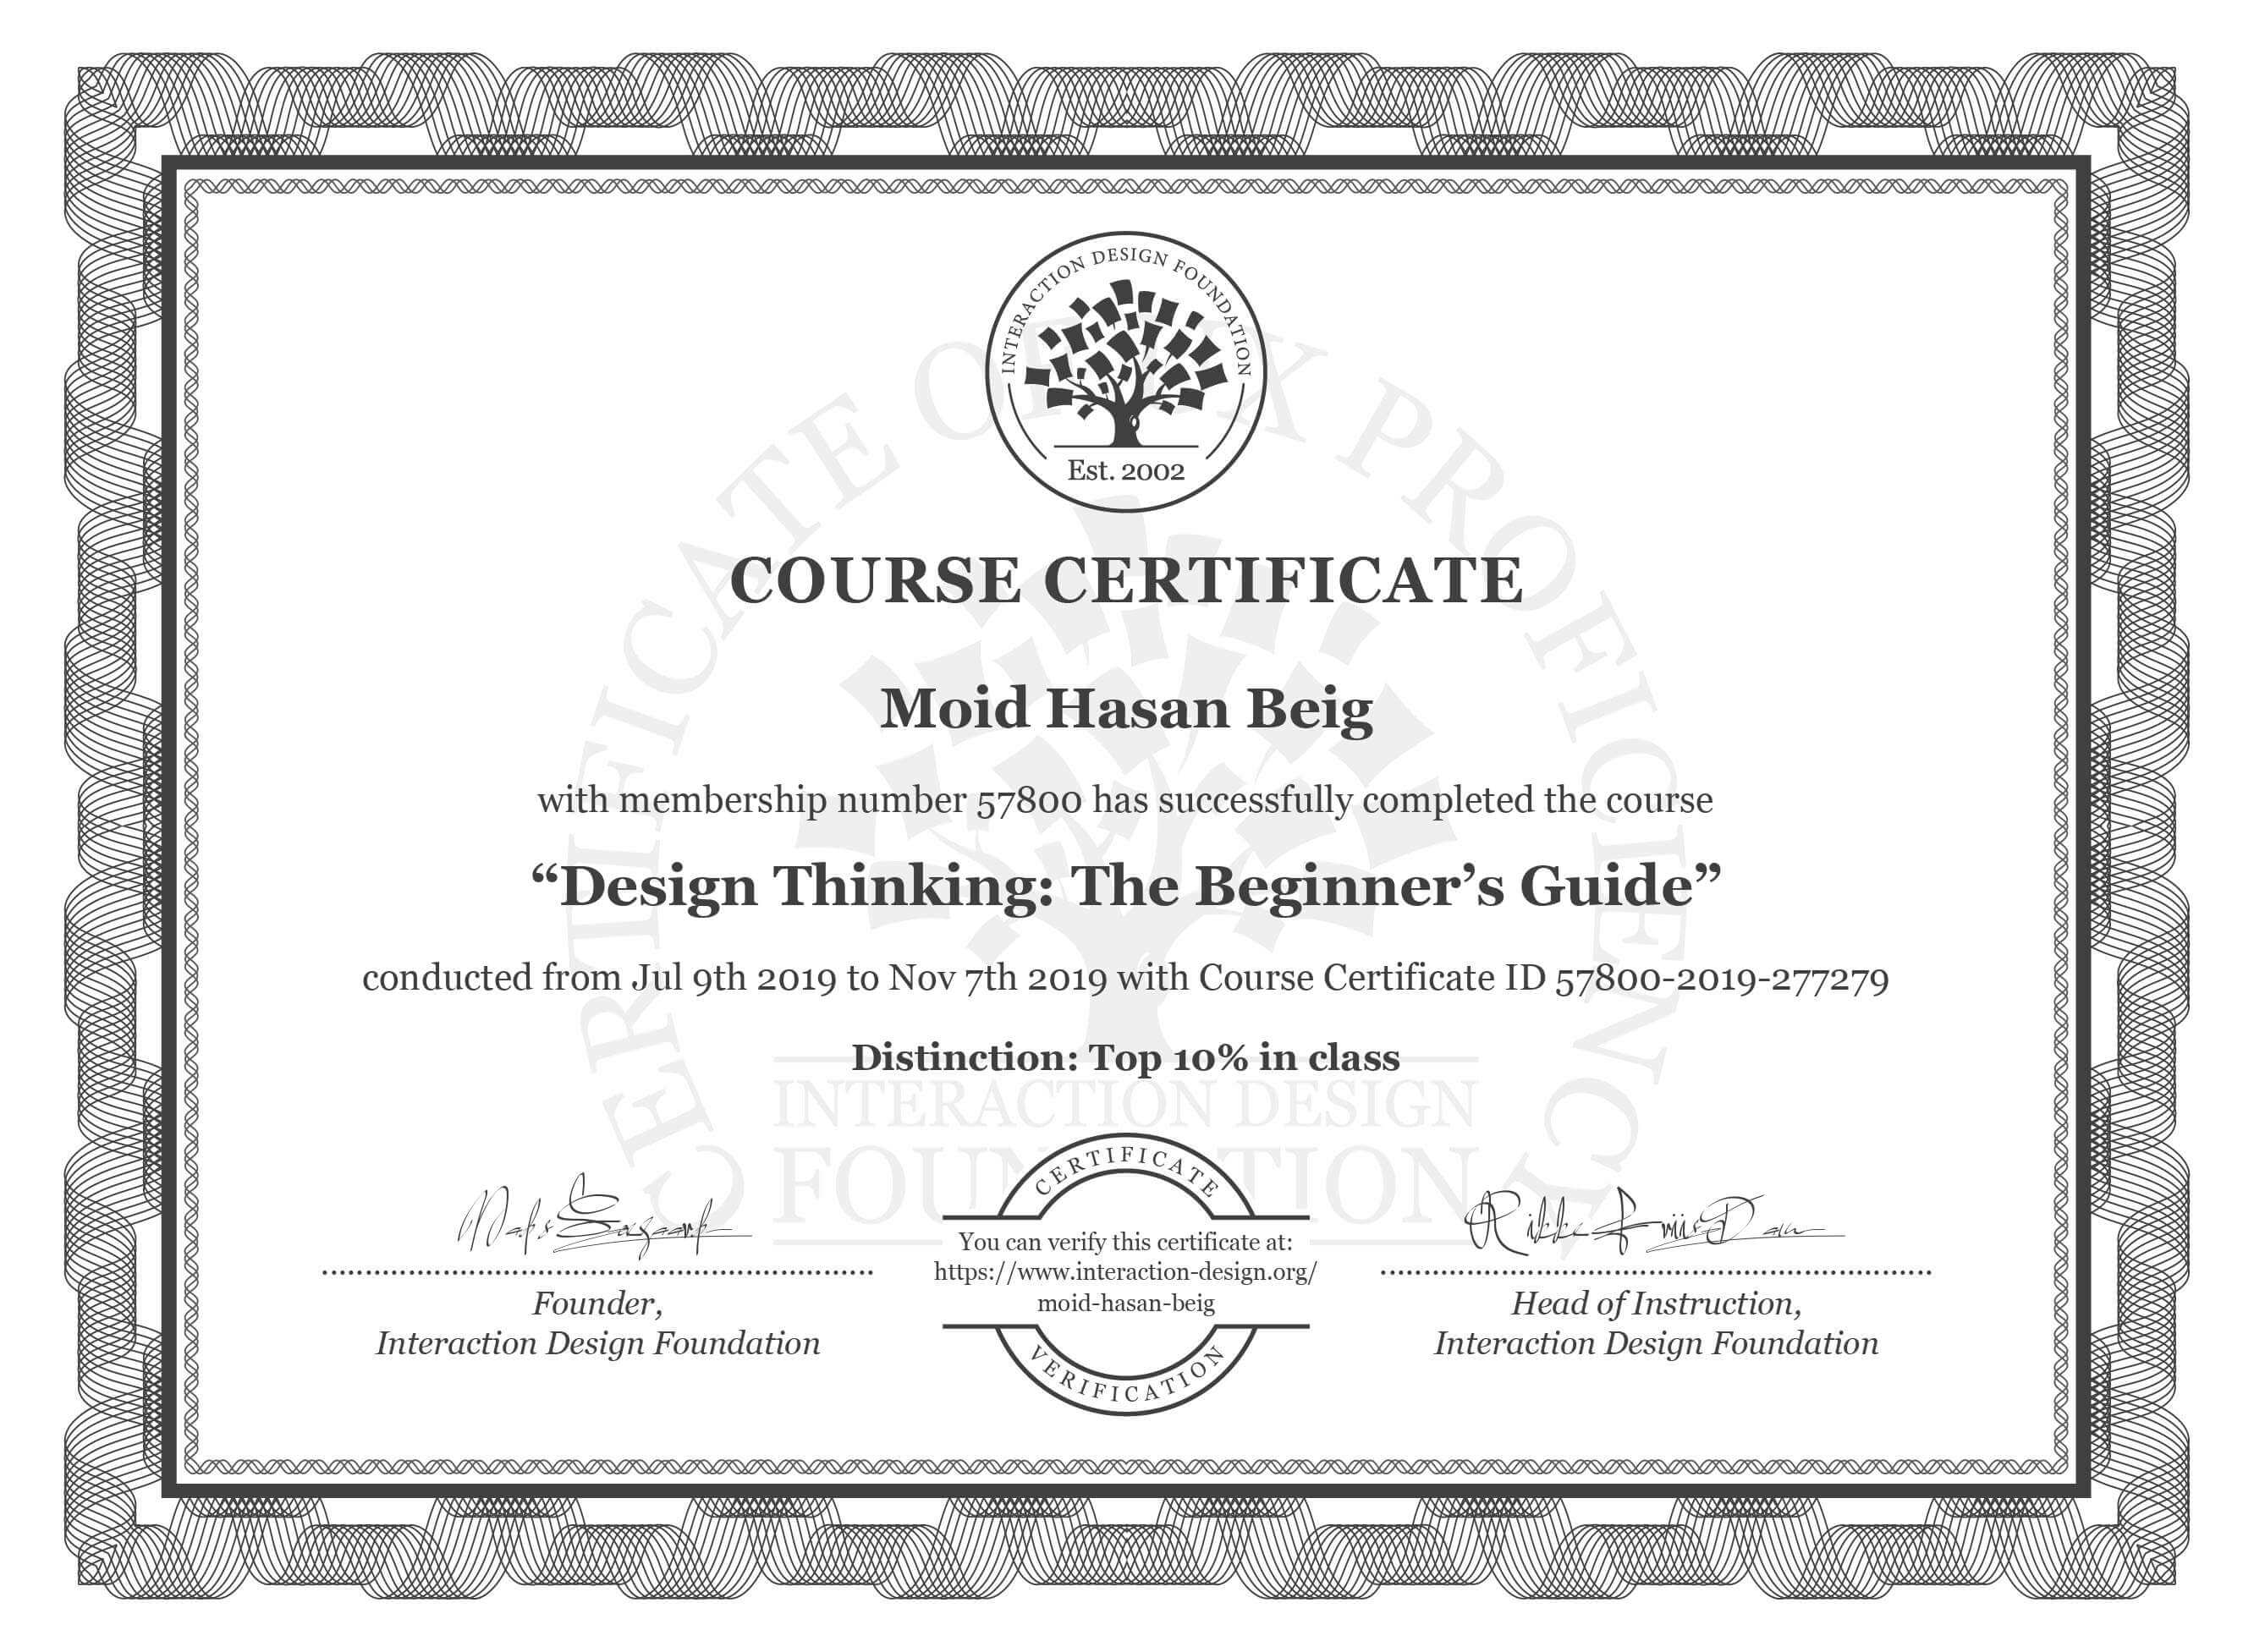 INTERACTION DESIGN FOUNDATION
Est. 2002
CERTIFICATE OF UX PROFICIENCY
COURSE CERTIFICATE
Moid Hasan Beig
with membership number 57800 has successfully completed the course
“Design Thinking: The Beginner’s Guide”
conducted from Jul 9th 2019 to Nov 7th 2019 with Course Certificate ID 57800-2019-277279
Distinction: Top 10% in class
INTERACTION DESIGN
FOUNDATION
CERTIFICATE
You can verify this certificate at:
https://www.interaction-design.org/
moid-hasan-beig
VERIFICATION
Founder,
Interaction Design Foundation
Rikke Friis Dam
Head of Instruction,
Interaction Design Foundation